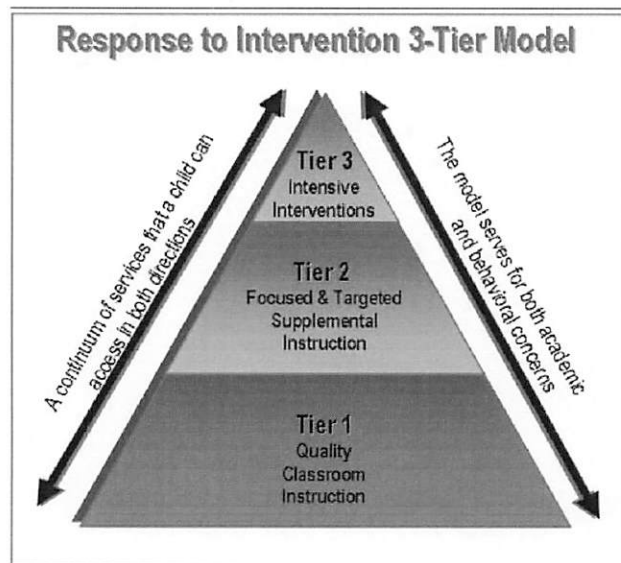 Response to Intervention 3-Tier Model
A continuum of services that a child can
access in both directions
The model serves for both academic
and behavioral concerns
Tier 3
Intensive
Interventions
Tier 2
Focused & Targeted
Supplemental
Instruction
Tier 1
Quality
Classroom
Instruction